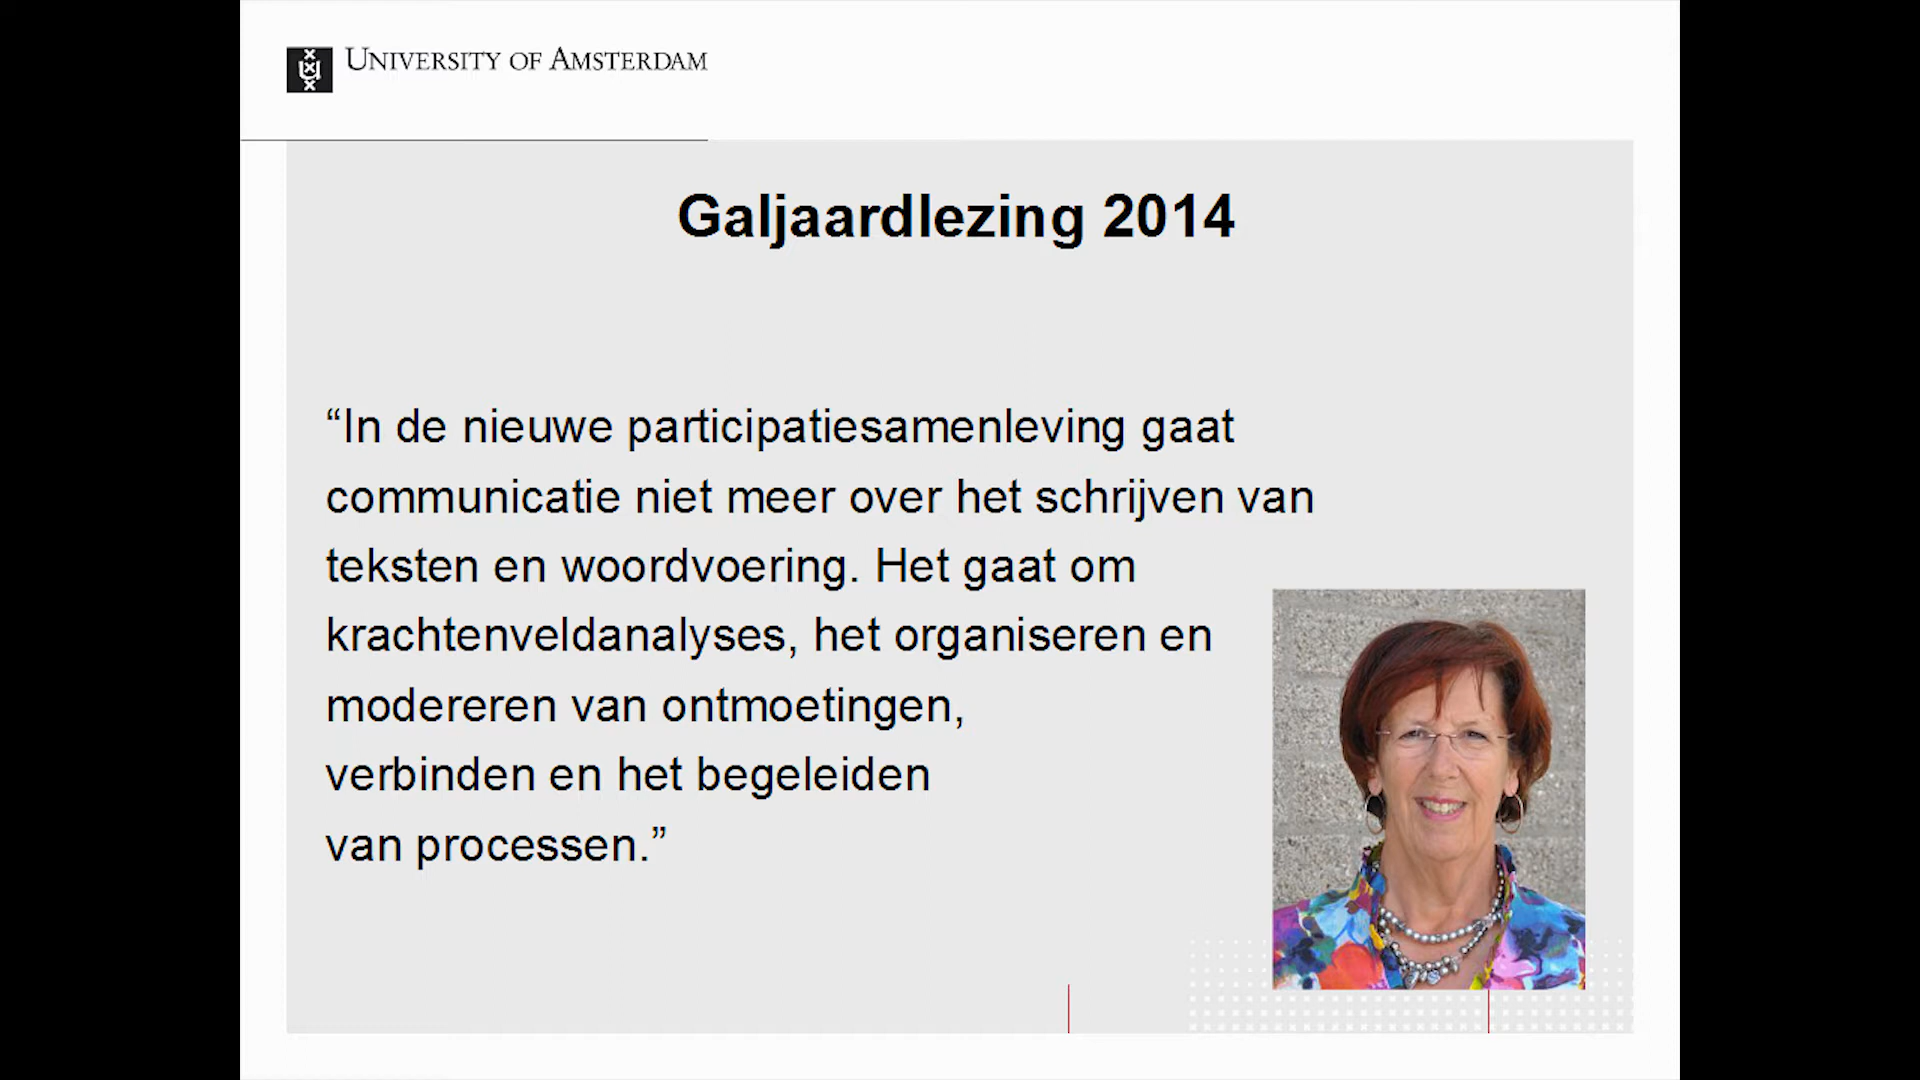 UNIVERSITY OF AMSTERDAM
Galjaardlezing 2014
“In de nieuwe participatiesamenleving gaat
communicatie niet meer over het schrijven van
teksten en woordvoering. Het gaat om
krachtenveldanalyses, het organiseren en
modereren van ontmoetingen,
verbinden en het begeleiden
van processen.”